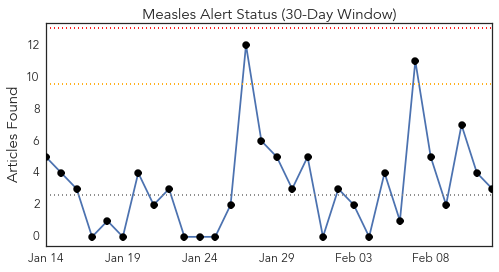 Measles Alert Status (30-Day Window)
Articles Found
12
10
8
6
4
2
0
Jan 14 Jan 19 Jan 24 Jan 29 Feb 03 Feb 08